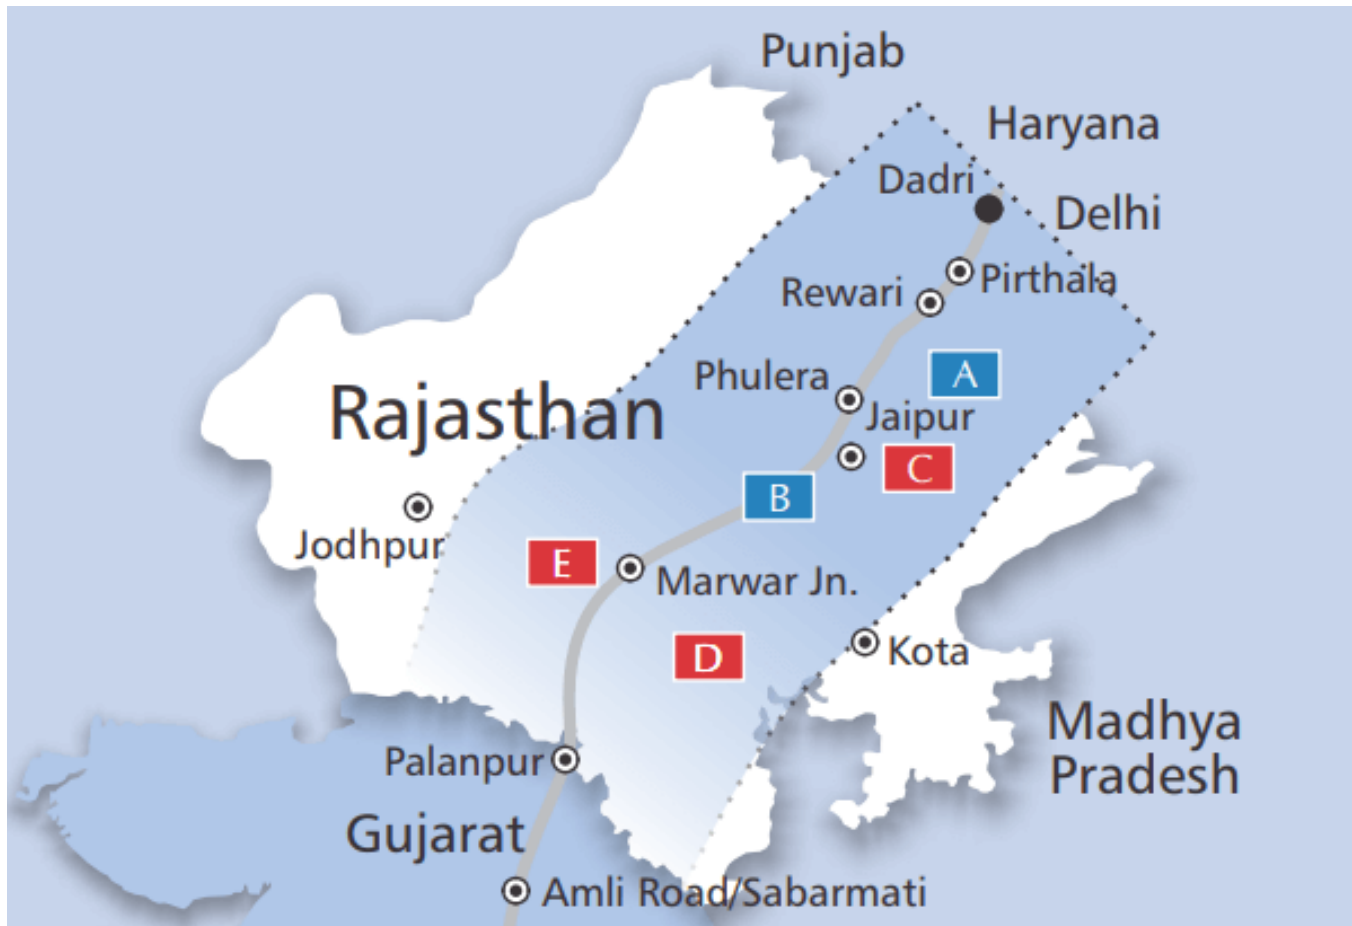 Punjab
Haryana
Dadri
Delhi
Pirthala
Rewari
A
Phulera
Jaipur
Rajasthan
C
B
Jodhpur
E
Marwar Jn.
Kota
D
Madhya
Pradesh
Palanpur
Gujarat
Amli Road/Sabarmati